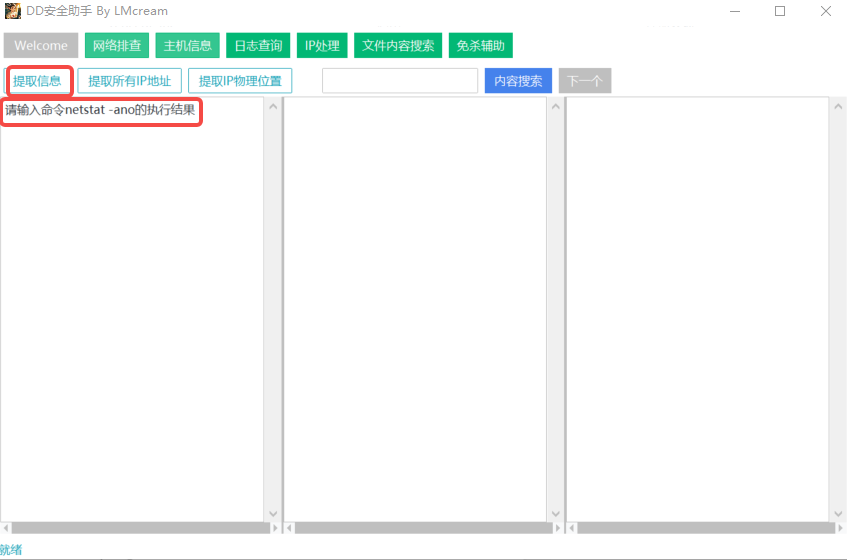 DD安全助手 By LMcream
Welcome 网络排查 主机信息 日志查询 IP处理 文件内容搜索 免杀辅助
提取信息 提取所有IP地址 提取IP物理位置 内容搜索 下一个
请输入命令netstat -ano的执行结果
就绪